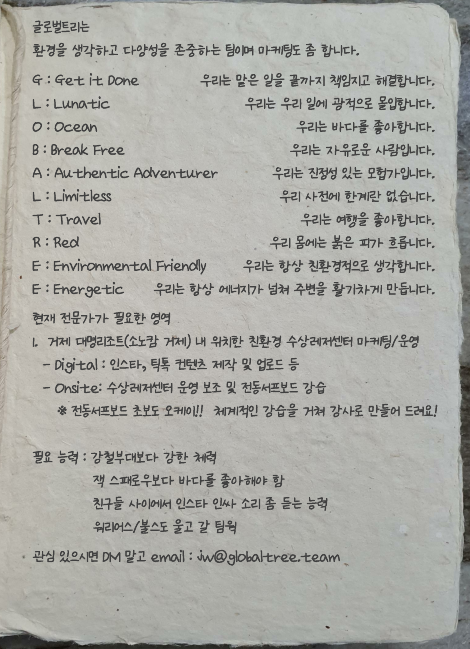 글로벌트리는
환경을 생각하고 다양성을 존중하는 팀이며 마케팅도 좀 합니다.
G : Get it Done 우리는 맡은 일을 끝까지 책임지고 해결합니다.
L : Lunatic 우리는 우리 일에 광적으로 몰입합니다.
O : Ocean 우리는 바다를 좋아합니다.
B : Break Free 우리는 자유로운 사람입니다.
A : Authentic Adventurer 우리는 진정성 있는 모험가입니다.
L : Limitless 우리 사전에 한계란 없습니다.
T : Travel 우리는 여행을 좋아합니다.
R : Red 우리 몸에는 붉은 피가 흐릅니다.
E : Environmental Friendly 우리는 항상 친환경적으로 생각합니다.
E : Energetic 우리는 항상 에너지가 넘쳐 주변을 활기차게 만듭니다.
현재 전문가가 필요한 영역
1. 거제 대명리조트(소노캄 거제) 내 위치한 친환경 수상레저센터 마케팅/운영
- Digital : 인스타, 틱톡 컨텐츠 제작 및 업로드 등
- Onsite: 수상레저센터 운영 보조 및 전동서프보드 강습
※ 전동서프보드 초보도 오케이!! 체계적인 강습을 거쳐 강사로 만들어 드려요!
필요 능력 : 강철부대보다 강한 체력
잭 스패로우보다 바다를 좋아해야 함
친구들 사이에서 인스타 인싸 소리 좀 듣는 능력
워리어스/불스도 울고 갈 팀웍
관심 있으시면 DM 말고 email : jw@globaltree.team